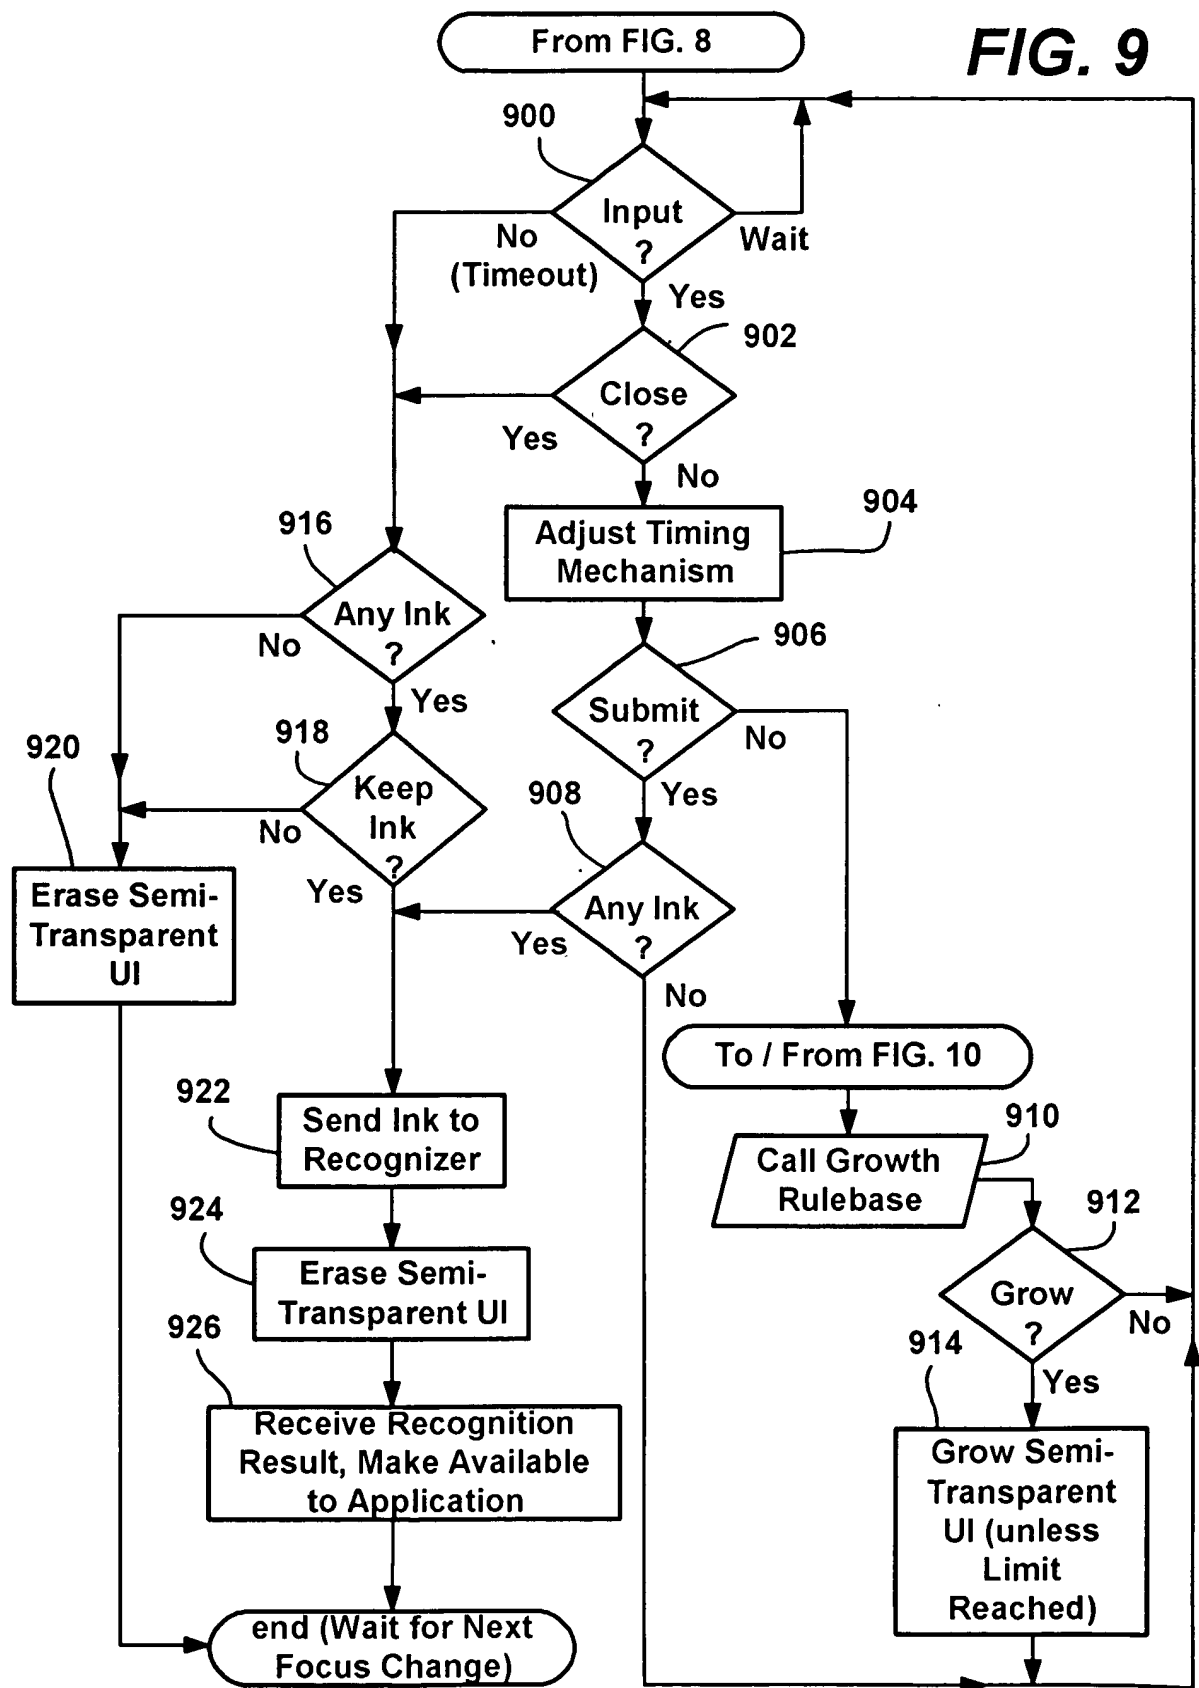 From FIG. 8
FIG. 9
900
Input
?
No
(Timeout)
Wait
Yes
902
Close
?
Yes
No
904
Adjust Timing
Mechanism
916
Any Ink
?
No
Yes
906
Submit
?
No
Yes
918
Keep
Ink
?
No
Yes
920
Erase Semi-
Transparent
UI
908
Any Ink
?
Yes
No
To / From FIG. 10
922
Send Ink to
Recognizer
910
Call Growth
Rulebase
912
Grow
?
No
Yes
924
Erase Semi-
Transparent UI
914
Grow Semi-
Transparent
UI (unless
Limit
Reached)
926
Receive Recognition
Result, Make Available
to Application
end (Wait for Next
Focus Change)